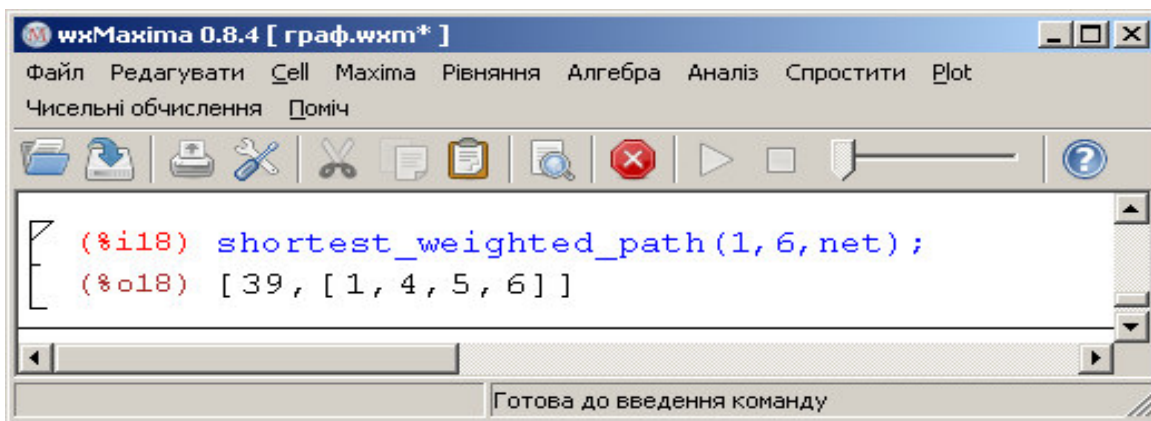 wxMaxima 0.8.4 [ граф.wxm* ]
Файл Редагувати Cell Maxima Рівняння Алгебра Аналіз Спростити Plot
Чисельні обчислення Поміч
(%i18) shortest_weighted_path(1,6,net);
(%o18) [39,[1,4,5,6]]
Готова до введення команду